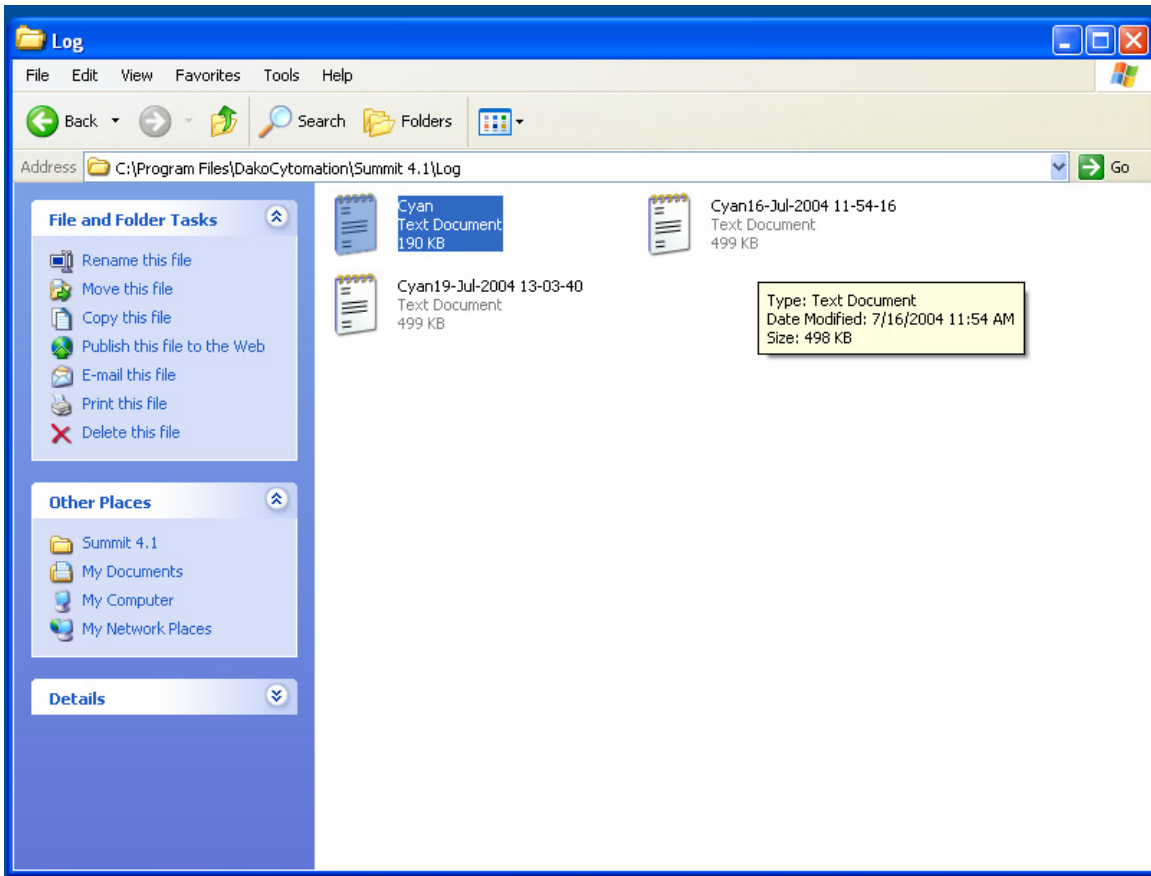 Log
File Edit View Favorites Tools Help
Back Search Folders
Address C:\Program Files\DakoCytomation\Summit 4.1\Log Go
File and Folder Tasks
Rename this file
Move this file
Copy this file
Publish this file to the Web
E-mail this file
Print this file
Delete this file
Other Places
Summit 4.1
My Documents
My Computer
My Network Places
Details
Cyan
Text Document
190 KB
Cyan16-Jul-2004 11-54-16
Text Document
499 KB
Cyan19-Jul-2004 13-03-40
Text Document
499 KB
Type: Text Document
Date Modified: 7/16/2004 11:54 AM
Size: 498 KB